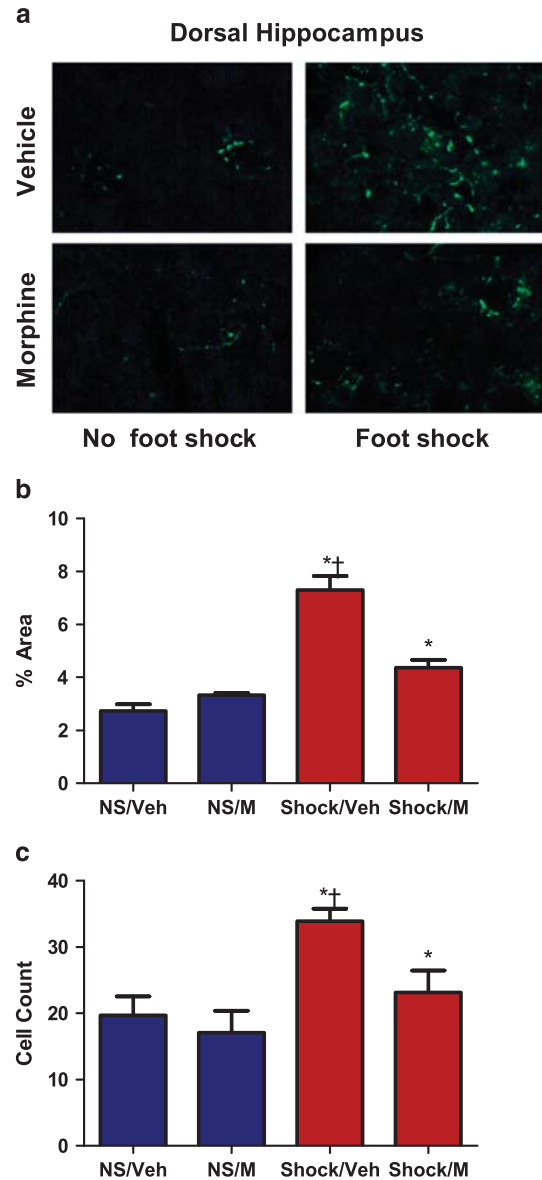 a
Dorsal Hippocampus
Vehicle
Morphine
No foot shock
Foot shock
b
10
8
6
4
2
0
% Area
*‡
*
NS/Veh
NS/M
Shock/Veh
Shock/M
c
40
30
20
10
0
Cell Count
*‡
*
NS/Veh
NS/M
Shock/Veh
Shock/M